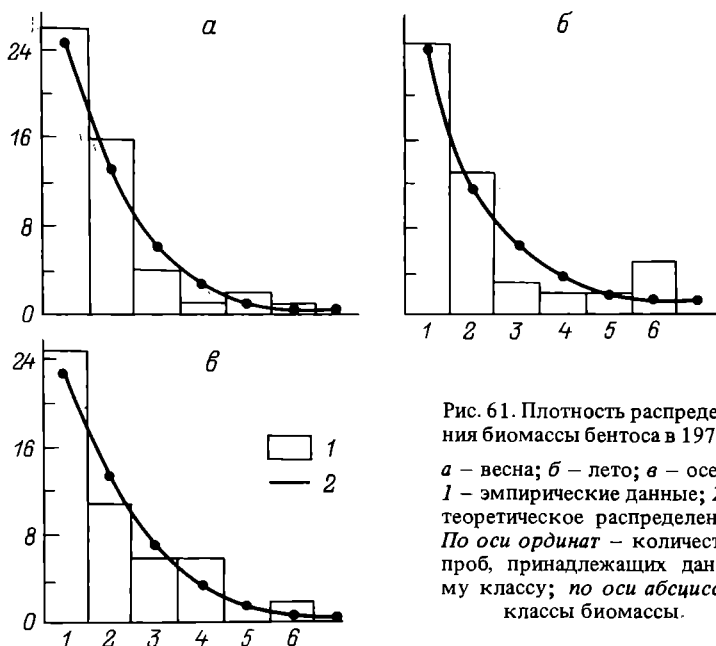 а
24
16
8
0
б
1 2 3 4 5 6
в
24
16
8
0
1 2 3 4 5 6
1
2
Рис. 61. Плотность распреде
ния биомассы бентоса в 197
а – весна; б – лето; в – осе
1 – эмпирические данные; 2
теоретическое распределен
По оси ординат – количест
проб, принадлежащих дан
му классу; по оси абсцисс
классы биомассы.